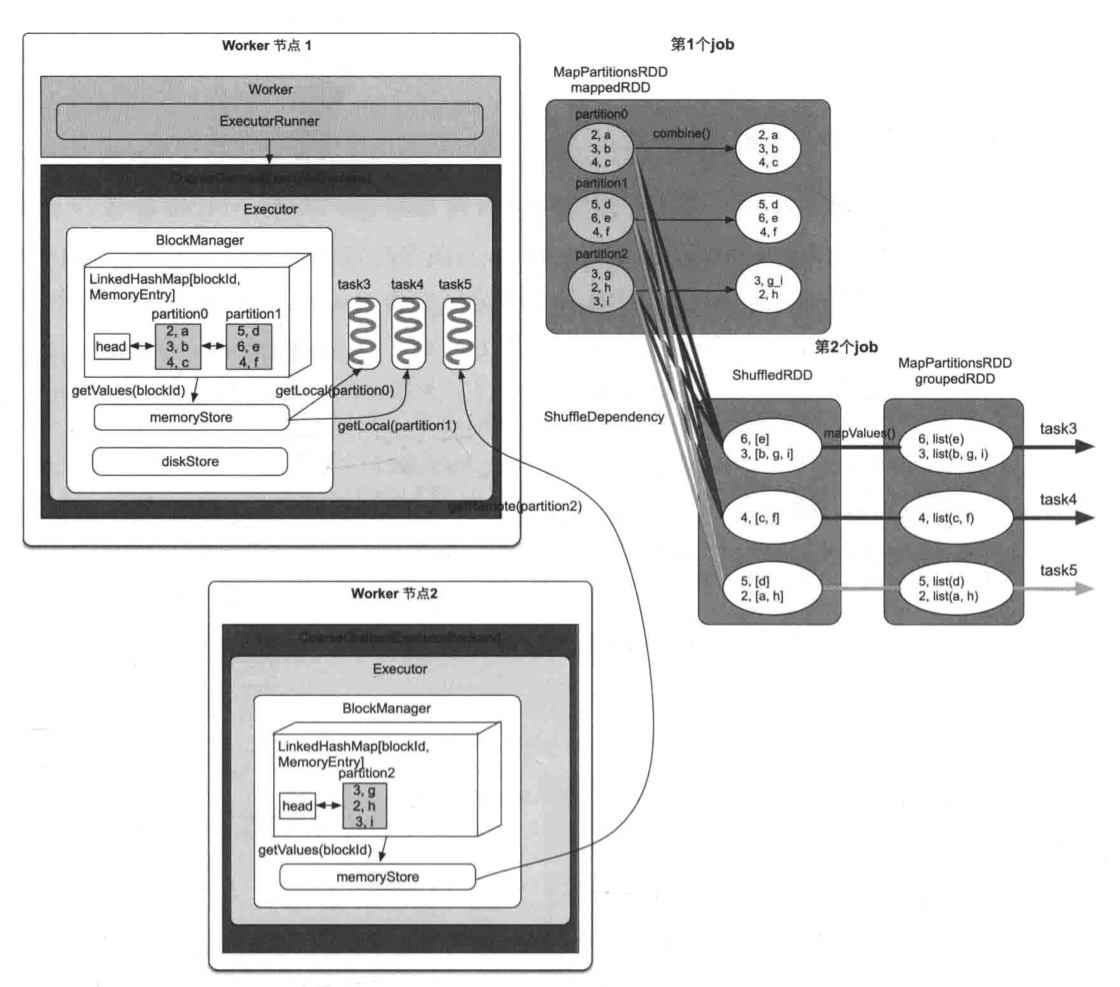 Worker 节点 1
Worker
ExecutorRunner
CoarseGrainedExecutorBackend
Executor
BlockManager
LinkedHashMap[blockId,
MemoryEntry]
partition0
partition1
head
2, a
3, b
4, c
5, d
6, e
4, f
getValues(blockId)
memoryStore
diskStore
task3
task4
task5
getLocal(partition0)
getLocal(partition1)
getRemote(partition2)
第1个job
MapPartitionsRDD
mappedRDD
partition0
2, a
3, b
4, c
combine()
2, a
3, b
4, c
partition1
5, d
6, e
4, f
5, d
6, e
4, f
partition2
3, g
2, h
3, i
3, g_i
2, h
第2个job
ShuffledRDD
MapPartitionsRDD
groupedRDD
ShuffleDependency
6, [e]
3, [b, g, i]
mapValues()
6, list(e)
3, list(b, g, i)
task3
4, [c, f]
4, list(c, f)
task4
5, [d]
2, [a, h]
5, list(d)
2, list(a, h)
task5
Worker 节点2
CoarseGrainedExecutorBackend
Executor
BlockManager
LinkedHashMap[blockId,
MemoryEntry]
partition2
head
3, g
2, h
3, i
getValues(blockId)
memoryStore